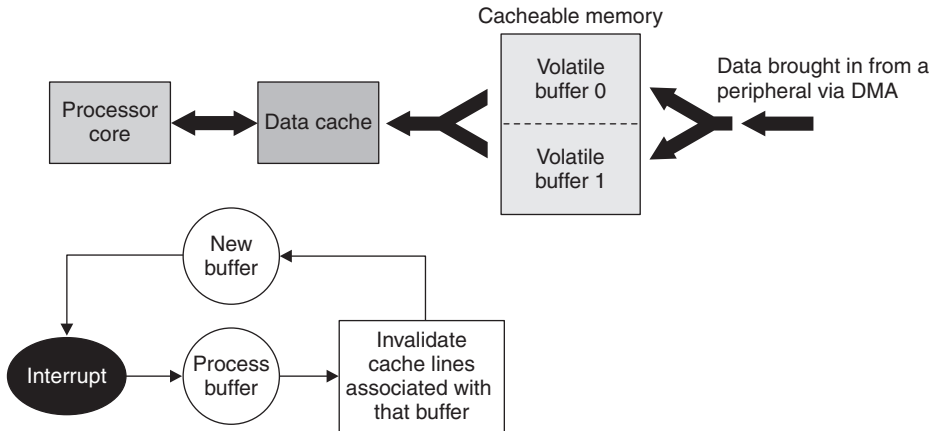 Cacheable memory
Processor
core
Data cache
Volatile
buffer 0
Volatile
buffer 1
Data brought in from a
peripheral via DMA
New
buffer
Interrupt
Process
buffer
Invalidate
cache lines
associated with
that buffer